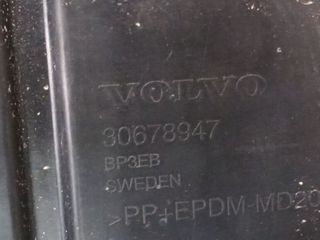 VOLVO
30678947
BP3EB
SWEDEN
>PP+EPDM-MD20